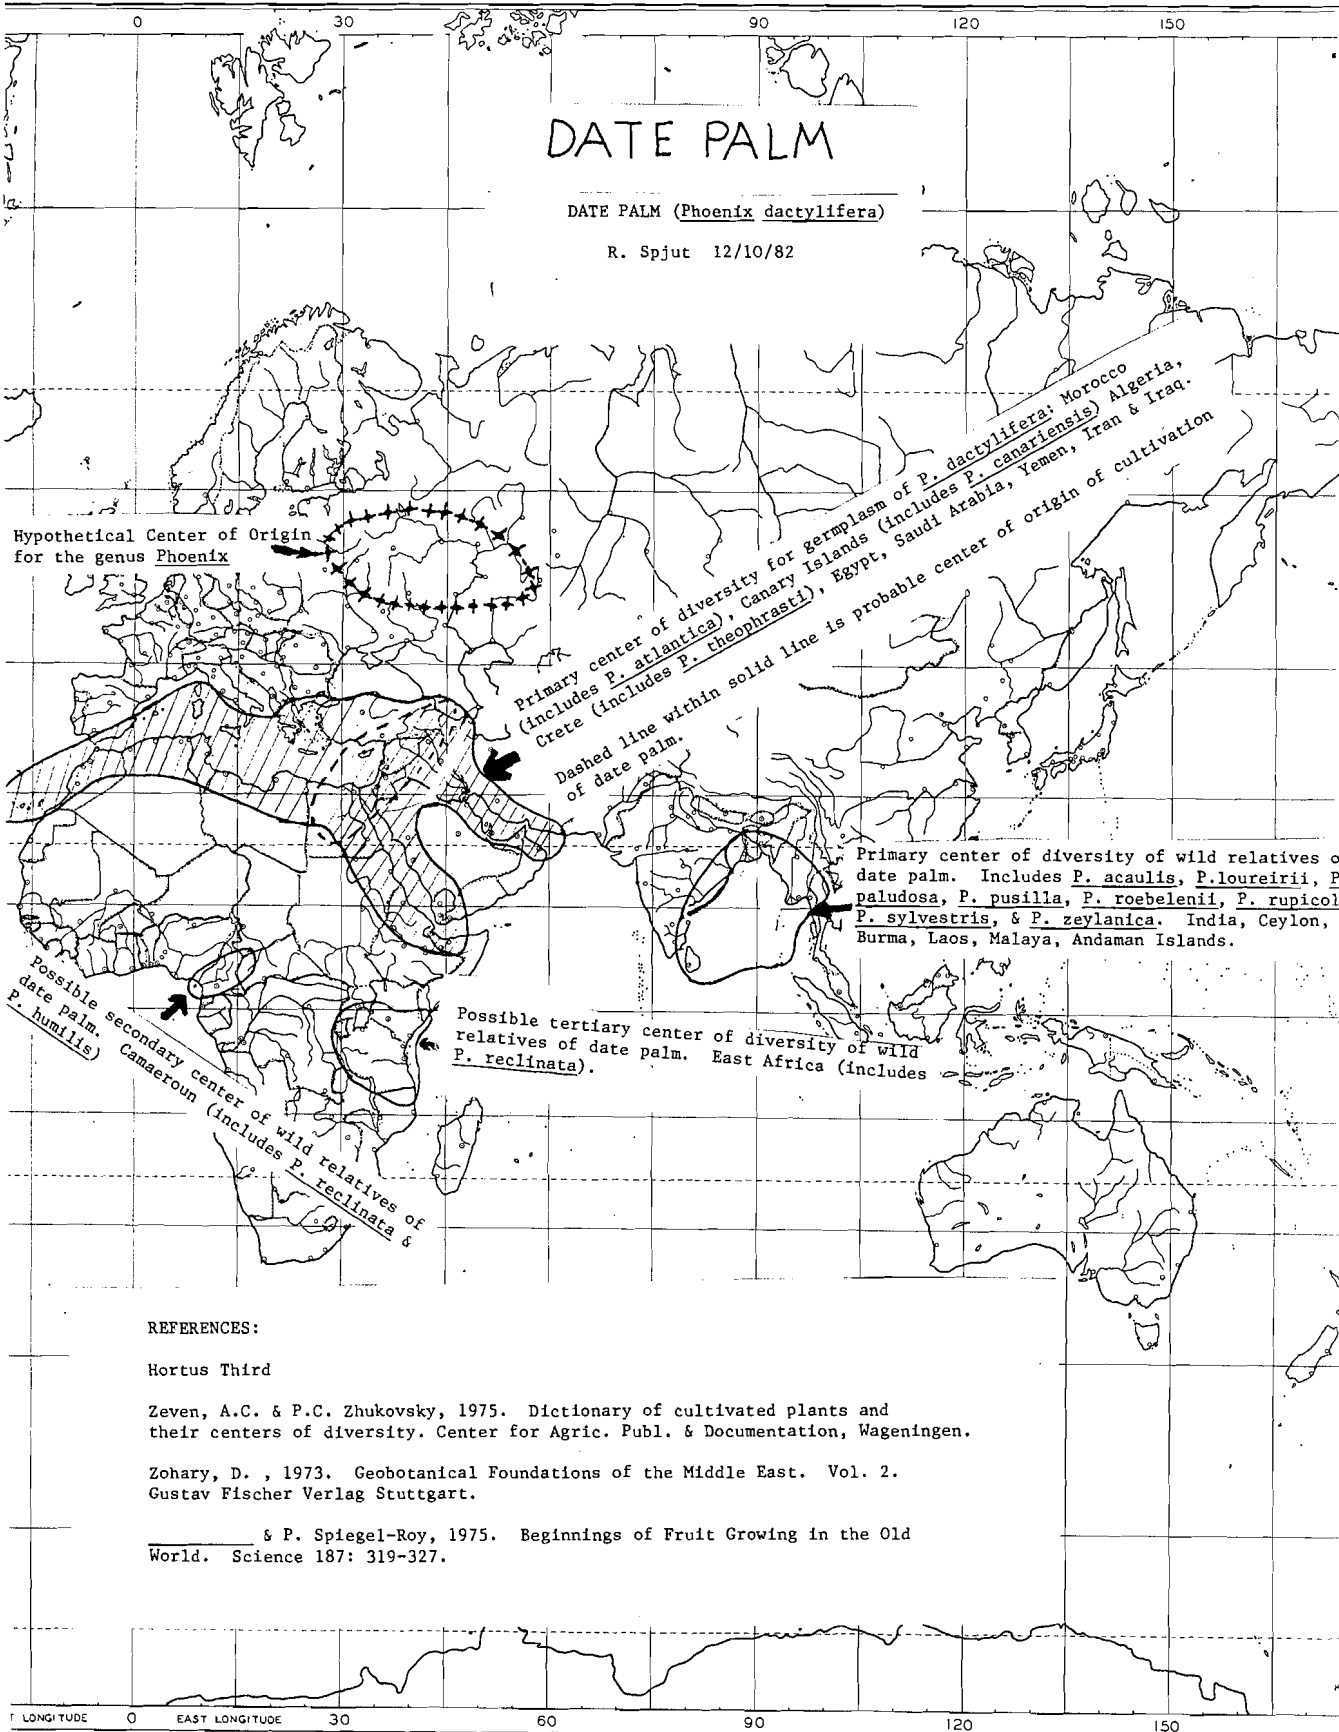 0 30 90 120 150
DATE PALM
DATE PALM (Phoenix dactylifera)
R. Spjut 12/10/82
Hypothetical Center of Origin
for the genus Phoenix
Primary center of diversity for germplasm of P. dactylifera: Morocco
(includes P. atlantica), Canary Islands (includes P. canariensis) Algeria,
Crete (includes P. theophrasti), Egypt, Saudi Arabia, Yemen, Iran & Iraq.
Dashed line within solid line is probable center of origin of cultivation
of date palm.
Primary center of diversity of wild relatives o
date palm. Includes P. acaulis, P.loureirii, P
paludosa, P. pusilla, P. roebelenii, P. rupicol
P. sylvestris, & P. zeylanica. India, Ceylon,
Burma, Laos, Malaya, Andaman Islands.
Possible secondary center of wild relatives of
date palm. Camaeroun (includes P. reclinata &
P. humilis)
Possible tertiary center of diversity of wild
relatives of date palm. East Africa (includes
P. reclinata).
REFERENCES:
Hortus Third
Zeven, A.C. & P.C. Zhukovsky, 1975. Dictionary of cultivated plants and
their centers of diversity. Center for Agric. Publ. & Documentation, Wageningen.
Zohary, D. , 1973. Geobotanical Foundations of the Middle East. Vol. 2.
Gustav Fischer Verlag Stuttgart.
__________ & P. Spiegel-Roy, 1975. Beginnings of Fruit Growing in the Old
World. Science 187: 319-327.
T LONGITUDE 0 EAST LONGITUDE 30 60 90 120 150